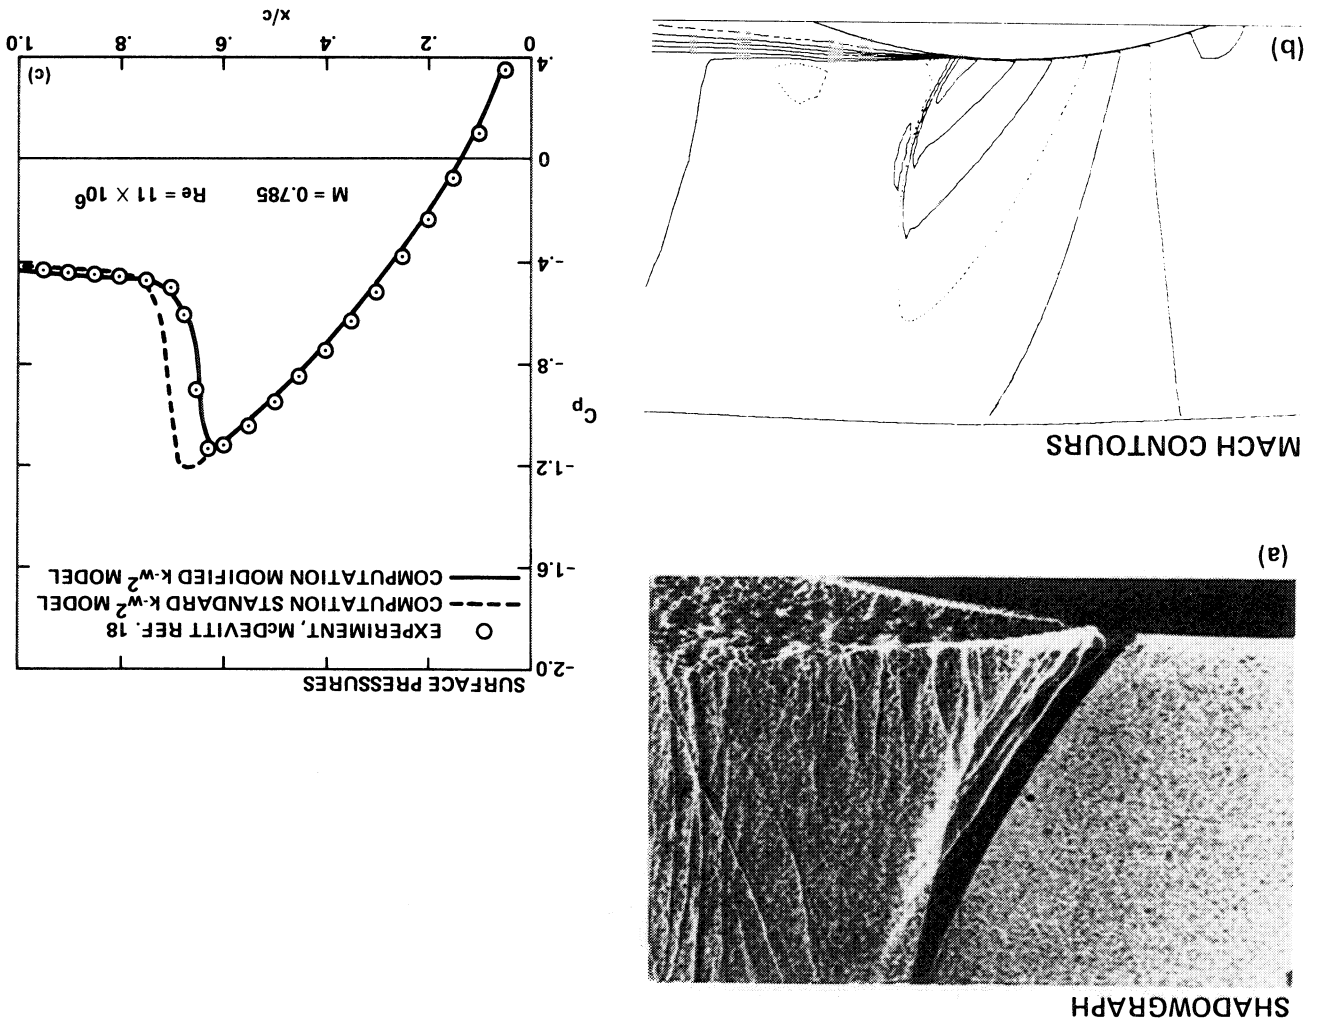 SHADOWGRAPH
(a)
MACH CONTOURS
(b)
SURFACE PRESSURES
-2.0
EXPERIMENT, McDEVITT REF. 18
COMPUTATION STANDARD k-w² MODEL
COMPUTATION MODIFIED k-w² MODEL
-1.6
-1.2
Cp
-.8
-.4
M = 0.785 Re = 11 × 10⁶
0
.4
(c)
0 .2 .4 .6 .8 1.0
x/c